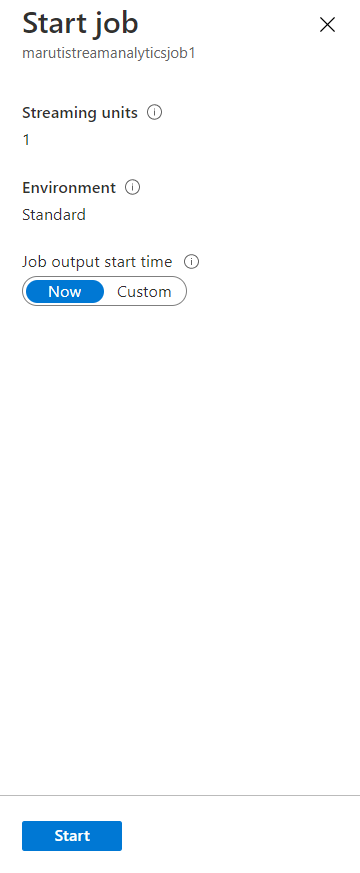 Start job
marutistreamanalyticsjob1
Streaming units
1
Environment
Standard
Job output start time
Now Custom
Start